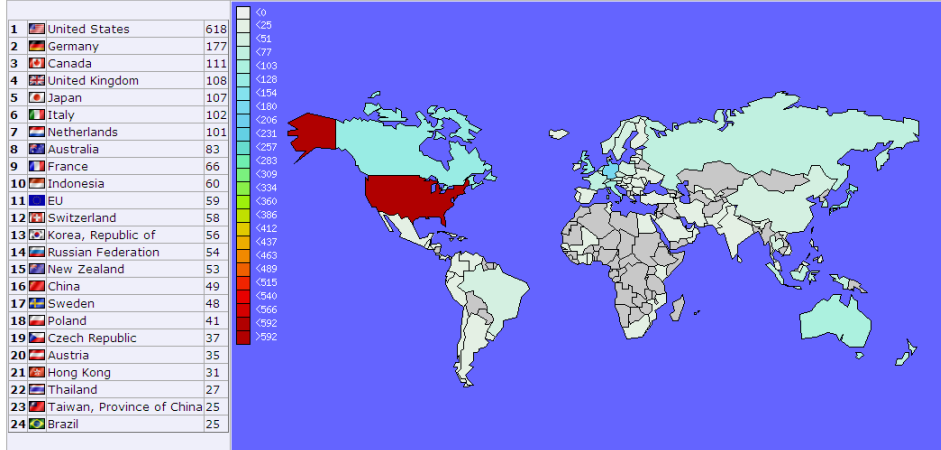 1 United States 618
2 Germany 177
3 Canada 111
4 United Kingdom 108
5 Japan 107
6 Italy 102
7 Netherlands 101
8 Australia 83
9 France 66
10 Indonesia 60
11 EU 59
12 Switzerland 58
13 Korea, Republic of 56
14 Russian Federation 54
15 New Zealand 53
16 China 49
17 Sweden 48
18 Poland 41
19 Czech Republic 37
20 Austria 35
21 Hong Kong 31
22 Thailand 27
23 Taiwan, Province of China 25
24 Brazil 25
<0
<25
<51
<77
<103
<128
<154
<180
<206
<231
<257
<283
<309
<334
<360
<386
<412
<437
<463
<489
<515
<540
<566
<592
>592